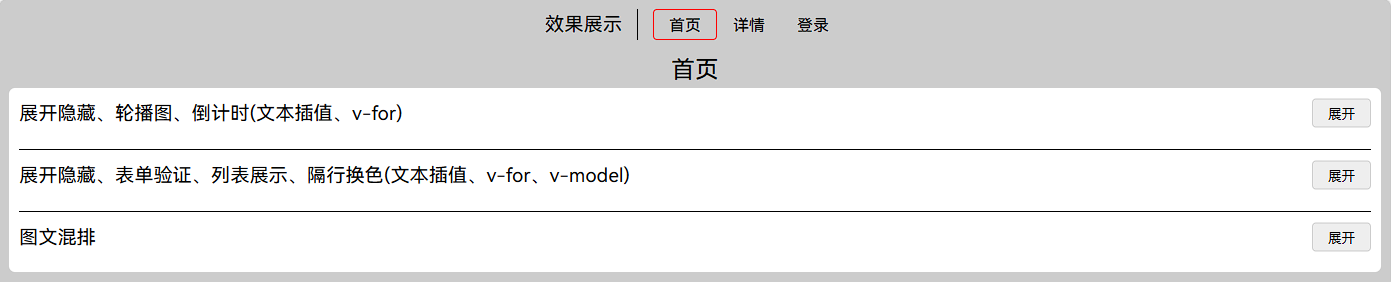 效果展示 首页 详情 登录
首页
展开隐藏、轮播图、倒计时(文本插值、v-for) 展开
展开隐藏、表单验证、列表展示、隔行换色(文本插值、v-for、v-model) 展开
图文混排 展开